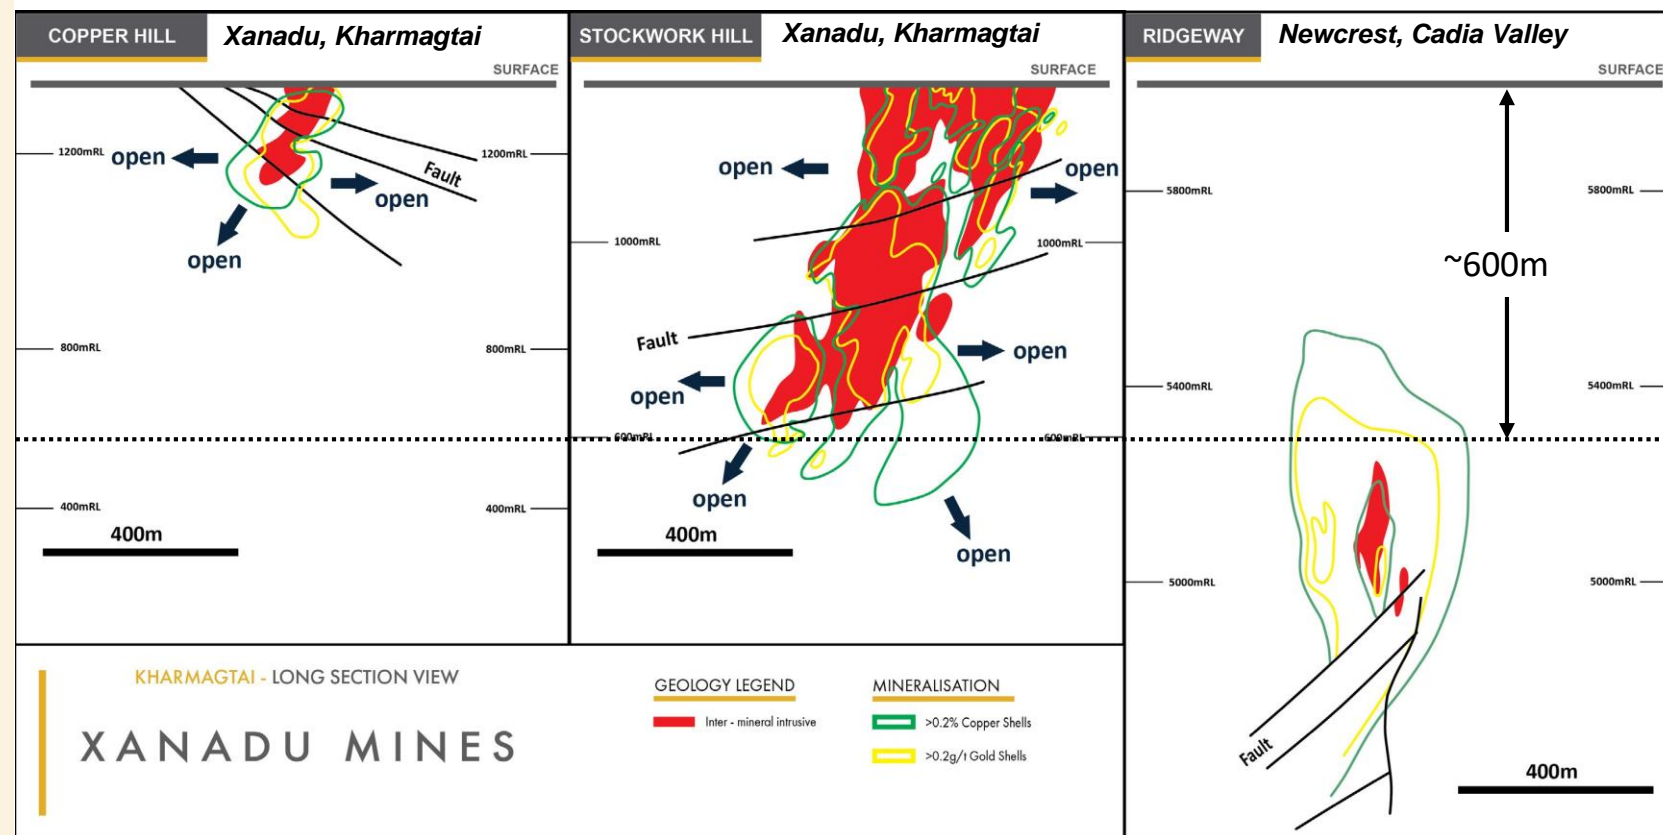 COPPER HILL
Xanadu, Kharmagtai
SURFACE
1200mRL
1200mRL
open
open
open
Fault
800mRL
800mRL
400mRL
400mRL
400m
STOCKWORK HILL
Xanadu, Kharmagtai
SURFACE
open
open
1000mRL
1000mRL
Fault
open
open
600mRL
600mRL
open
open
400m
RIDGEWAY
Newcrest, Cadia Valley
SURFACE
5800mRL
5800mRL
~600m
5400mRL
5400mRL
5000mRL
5000mRL
Fault
400m
KHARMAGTAI - LONG SECTION VIEW
XANADU MINES
GEOLOGY LEGEND
Inter - mineral intrusive
MINERALISATION
>0.2% Copper Shells
>0.2g/t Gold Shells